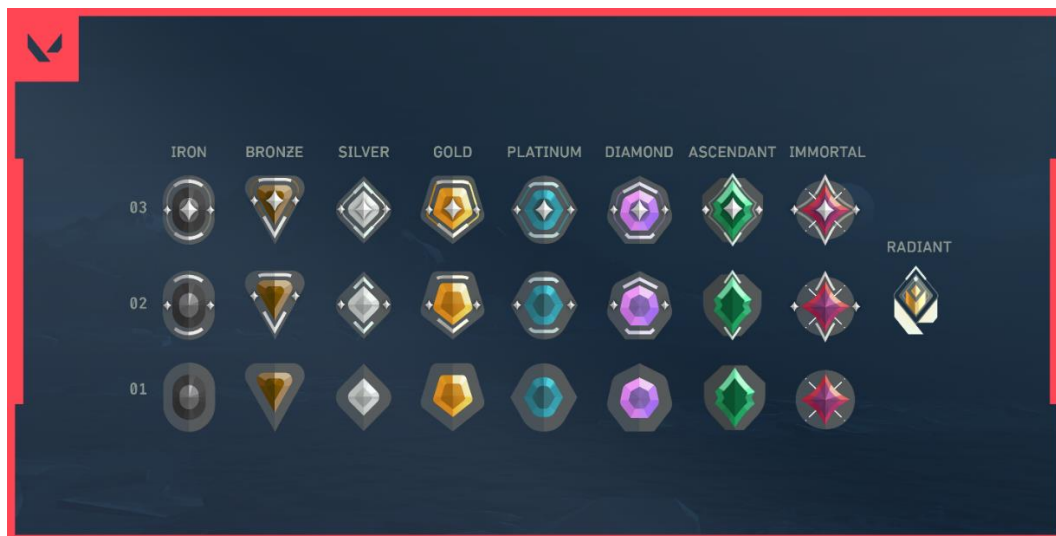 IRON BRONZE SILVER GOLD PLATINUM DIAMOND ASCENDANT IMMORTAL
03
RADIANT
02
01